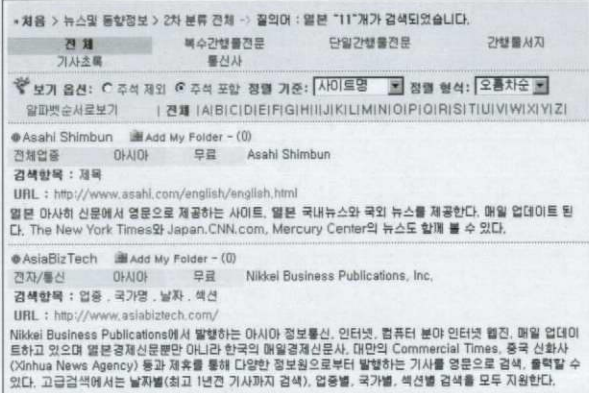 •처음 > 뉴스및 동향정보 > 2차 분류 전체 -> 질의어 : 일본 "11"개가 검색되었습니다.
전 체 복수간행물전문 단일간행물전문 간행물서지
기사초록 통신사
보기 옵션: 주석 제외 주석 포함 정렬 기준: 사이트명 정렬 형식: 오름차순
알파벳순서로보기 | 전체 |A|B|C|D|E|F|G|H|I|J|K|L|M|N|O|P|Q|R|S|T|U|V|W|X|Y|Z|
Asahi Shimbun Add My Folder - (0)
전체업종 아시아 무료 Asahi Shimbun
검색항목 : 제목
URL : http://www.asahi.com/english/english.html
일본 아사히 신문에서 영문으로 제공하는 사이트. 일본 국내뉴스와 국외 뉴스를 제공한다. 매일 업데이트 된
다. The New York Times와 Japan.CNN.com, Mercury Center의 뉴스도 함께 볼 수 있다.
AsiaBizTech Add My Folder - (0)
전자/통신 아시아 무료 Nikkei Business Publications, Inc.
검색항목 : 업종 . 국가명 . 날짜 . 섹션
URL : http://www.asiabiztech.com/
Nikkei Business Publications에서 발행하는 아시아 정보통신, 인터넷, 컴퓨터 분야 인터넷 웹진. 매일 업데이
트하고 있으며 일본경제신문뿐만 아니라 한국의 매일경제신문사, 대만의 Commercial Times, 중국 신화사
(Xinhua News Agency) 등과 제휴를 통해 다양한 정보원으로부터 발행하는 기사를 영문으로 검색, 출력할 수
있다. 고급검색에서는 날짜별(최고 1년전 기사까지 검색), 업종별, 국가별, 섹션별 검색을 모두 지원한다.